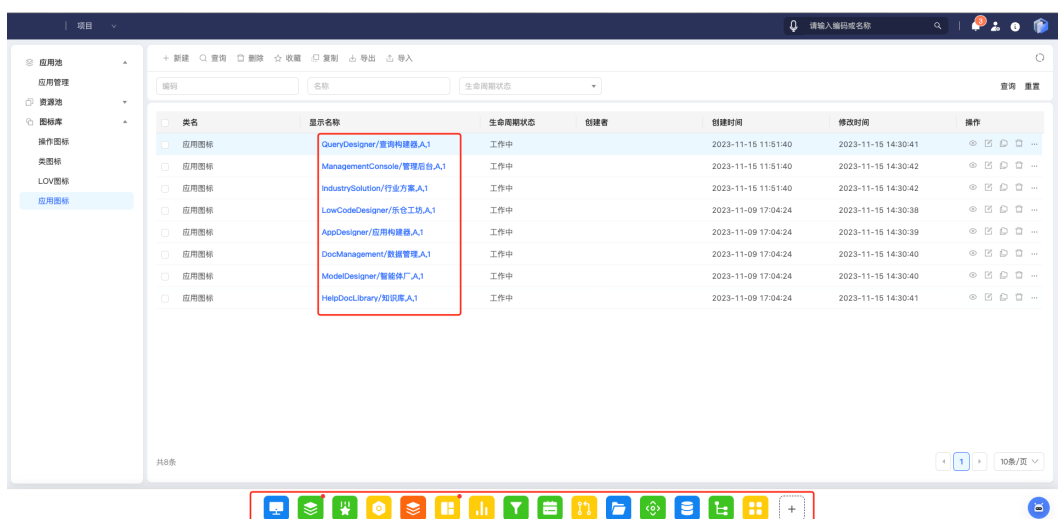 项目
请输入编码或名称
3
应用池
应用管理
资源池
图标库
操作图标
类图标
LOV图标
应用图标
新建 查询 删除 收藏 复制 导出 导入
编码 名称 生命周期状态 查询 重置
类名 显示名称 生命周期状态 创建者 创建时间 修改时间 操作
应用图标 QueryDesigner/查询构建器,A,1 工作中 2023-11-15 11:51:40 2023-11-15 14:30:41
应用图标 ManagementConsole/管理后台,A,1 工作中 2023-11-15 11:51:40 2023-11-15 14:30:42
应用图标 IndustrySolution/行业方案,A,1 工作中 2023-11-15 11:51:40 2023-11-15 14:30:42
应用图标 LowCodeDesigner/乐仓工坊,A,1 工作中 2023-11-09 17:04:24 2023-11-15 14:30:38
应用图标 AppDesigner/应用构建器,A,1 工作中 2023-11-09 17:04:24 2023-11-15 14:30:39
应用图标 DocManagement/数据管理,A,1 工作中 2023-11-09 17:04:24 2023-11-15 14:30:40
应用图标 ModelDesigner/智能体厂,A,1 工作中 2023-11-09 17:04:24 2023-11-15 14:30:40
应用图标 HelpDocLibrary/知识库,A,1 工作中 2023-11-09 17:04:24 2023-11-15 14:30:41
共8条
1
10条/页